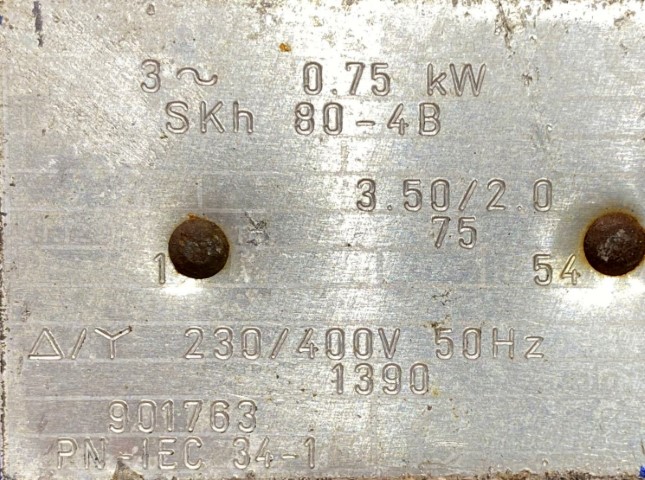 3~ 0.75 kW
SKh 80-4B
3.50/2.0
75
1 54
Δ/Y 230/400V 50Hz
1390
901763
PN-IEC 34-1